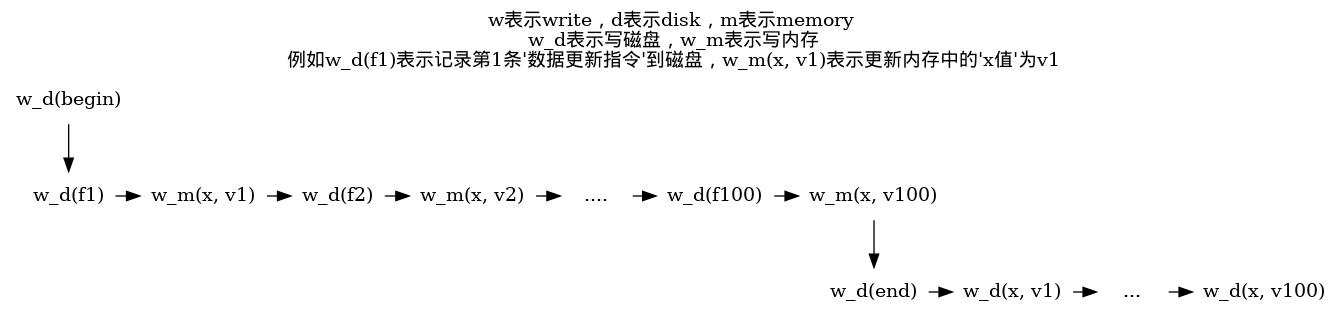 w表示write，d表示disk，m表示memory
w_d表示写磁盘，w_m表示写内存
例如w_d(f1)表示记录第1条'数据更新指令'到磁盘，w_m(x, v1)表示更新内存中的'x值'为v1
w_d(begin)
w_d(f1) w_m(x, v1) w_d(f2) w_m(x, v2) .... w_d(f100) w_m(x, v100)
w_d(end) w_d(x, v1) ... w_d(x, v100)